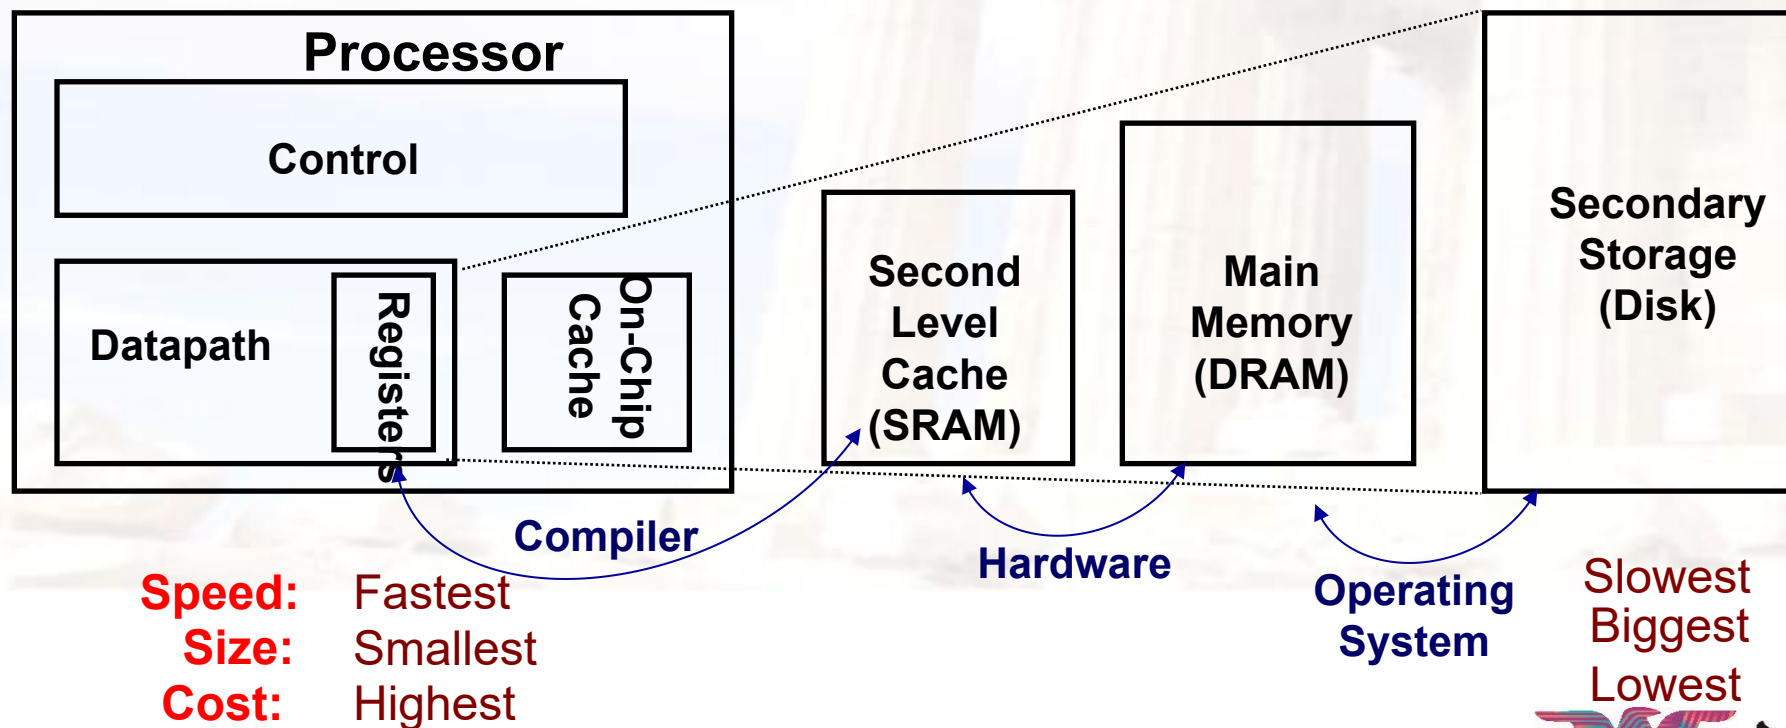 Processor
Control
Datapath
Registers
On-Chip
Cache
Second
Level
Cache
(SRAM)
Main
Memory
(DRAM)
Secondary
Storage
(Disk)
Compiler
Hardware
Operating
System
Speed: Fastest Slowest
Size: Smallest Biggest
Cost: Highest Lowest